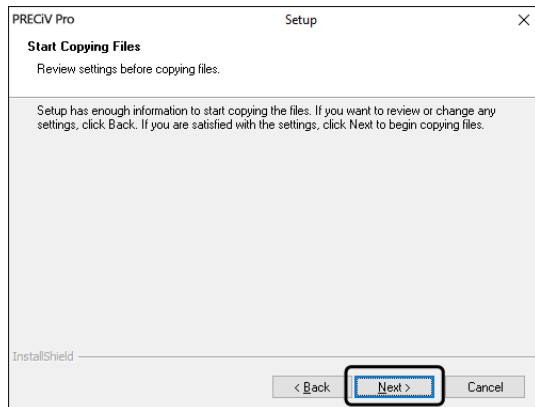 PRECiV Pro Setup
Start Copying Files
Review settings before copying files.
Setup has enough information to start copying the files. If you want to review or change any
settings, click Back. If you are satisfied with the settings, click Next to begin copying files.
InstallShield
< Back Next > Cancel